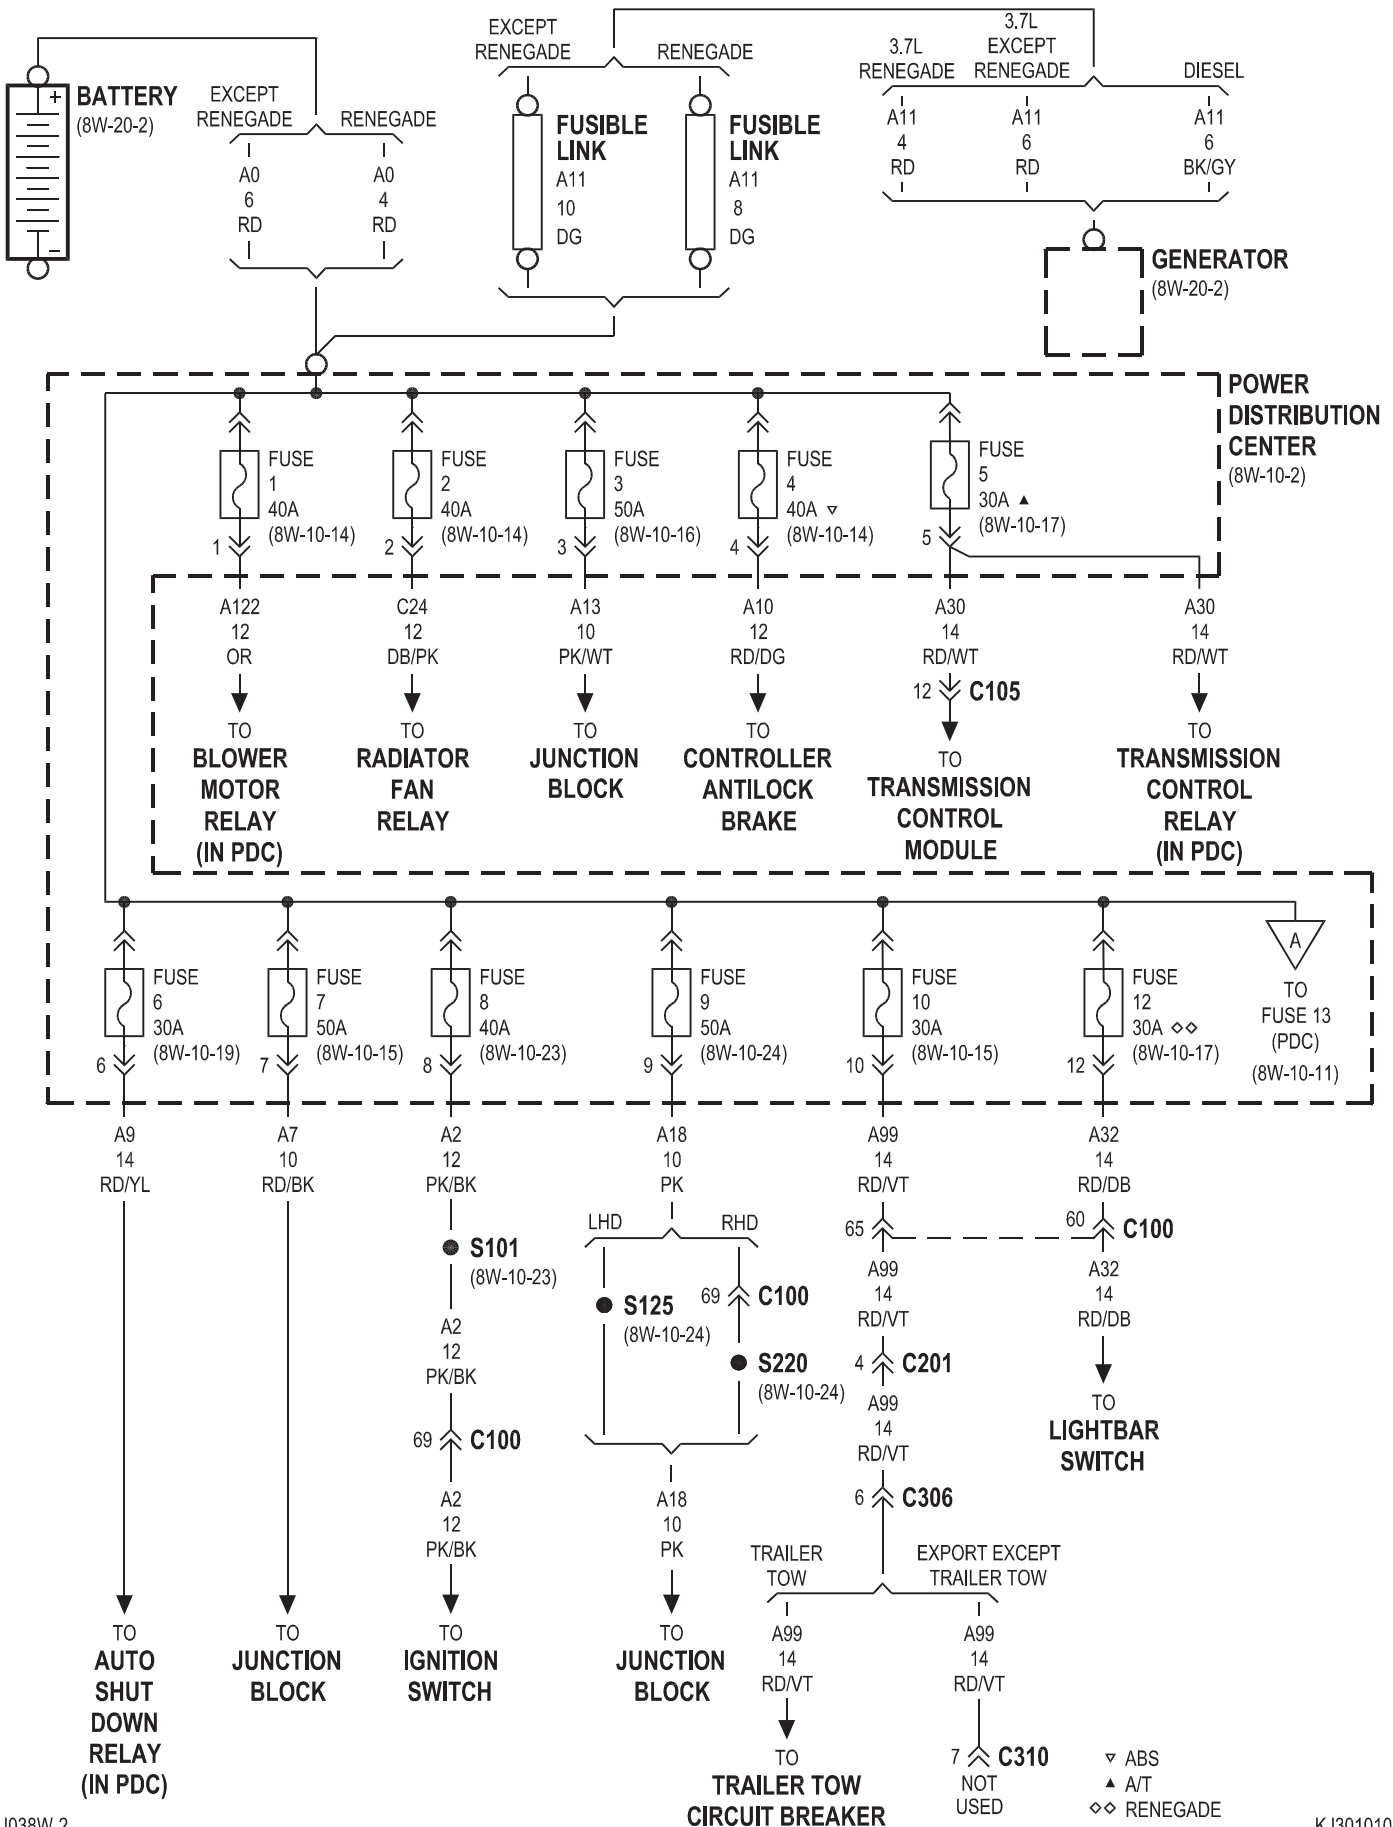 BATTERY
(8W-20-2)
+
−
EXCEPT
RENEGADE
RENEGADE
A0
6
RD
A0
4
RD
EXCEPT
RENEGADE
RENEGADE
FUSIBLE
LINK
A11
10
DG
FUSIBLE
LINK
A11
8
DG
3.7L
RENEGADE
3.7L
EXCEPT
RENEGADE
DIESEL
A11
4
RD
A11
6
RD
A11
6
BK/GY
GENERATOR
(8W-20-2)
POWER
DISTRIBUTION
CENTER
(8W-10-2)
FUSE
1
40A
(8W-10-14)
1
FUSE
2
40A
(8W-10-14)
2
FUSE
3
50A
(8W-10-16)
3
FUSE
4
40A ▿
(8W-10-14)
4
FUSE
5
30A ▲
(8W-10-17)
5
A122
12
OR
TO
BLOWER
MOTOR
RELAY
(IN PDC)
C24
12
DB/PK
TO
RADIATOR
FAN
RELAY
A13
10
PK/WT
TO
JUNCTION
BLOCK
A10
12
RD/DG
TO
CONTROLLER
ANTILOCK
BRAKE
A30
14
RD/WT
12 C105
TO
TRANSMISSION
CONTROL
MODULE
A30
14
RD/WT
TO
TRANSMISSION
CONTROL
RELAY
(IN PDC)
FUSE
6
30A
(8W-10-19)
6
FUSE
7
50A
(8W-10-15)
7
FUSE
8
40A
(8W-10-23)
8
FUSE
9
50A
(8W-10-24)
9
FUSE
10
30A
(8W-10-15)
10
FUSE
12
30A ◇◇
(8W-10-17)
12
A
TO
FUSE 13
(PDC)
(8W-10-11)
A9
14
RD/YL
TO
AUTO
SHUT
DOWN
RELAY
(IN PDC)
A7
10
RD/BK
TO
JUNCTION
BLOCK
A2
12
PK/BK
S101
(8W-10-23)
A2
12
PK/BK
69 C100
A2
12
PK/BK
TO
IGNITION
SWITCH
A18
10
PK
LHD
RHD
S125
(8W-10-24)
69 C100
S220
(8W-10-24)
A18
10
PK
TO
JUNCTION
BLOCK
A99
14
RD/VT
65
A99
14
RD/VT
4 C201
A99
14
RD/VT
6 C306
TRAILER
TOW
EXPORT EXCEPT
TRAILER TOW
A99
14
RD/VT
TO
TRAILER TOW
CIRCUIT BREAKER
A99
14
RD/VT
7 C310
NOT
USED
A32
14
RD/DB
60 C100
A32
14
RD/DB
TO
LIGHTBAR
SWITCH
▿ ABS
▲ A/T
◇◇ RENEGADE